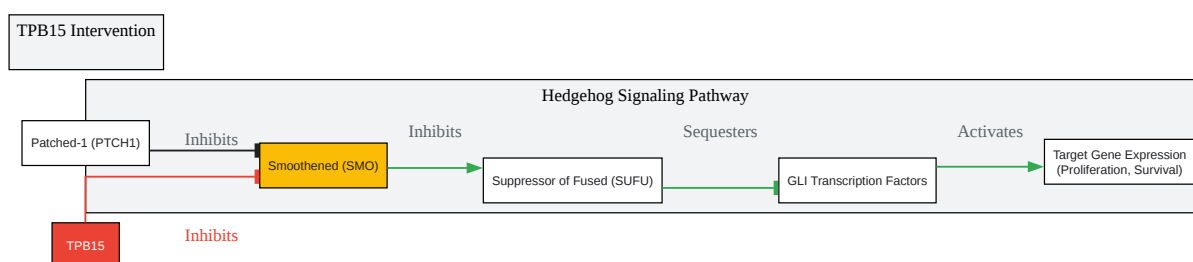 TPB15 Intervention
Hedgehog Signaling Pathway
Patched-1 (PTCH1)
Inhibits
Smoothened (SMO)
Inhibits
Suppressor of Fused (SUFU)
Sequesters
GLI Transcription Factors
Activates
Target Gene Expression
(Proliferation, Survival)
TPB15
Inhibits